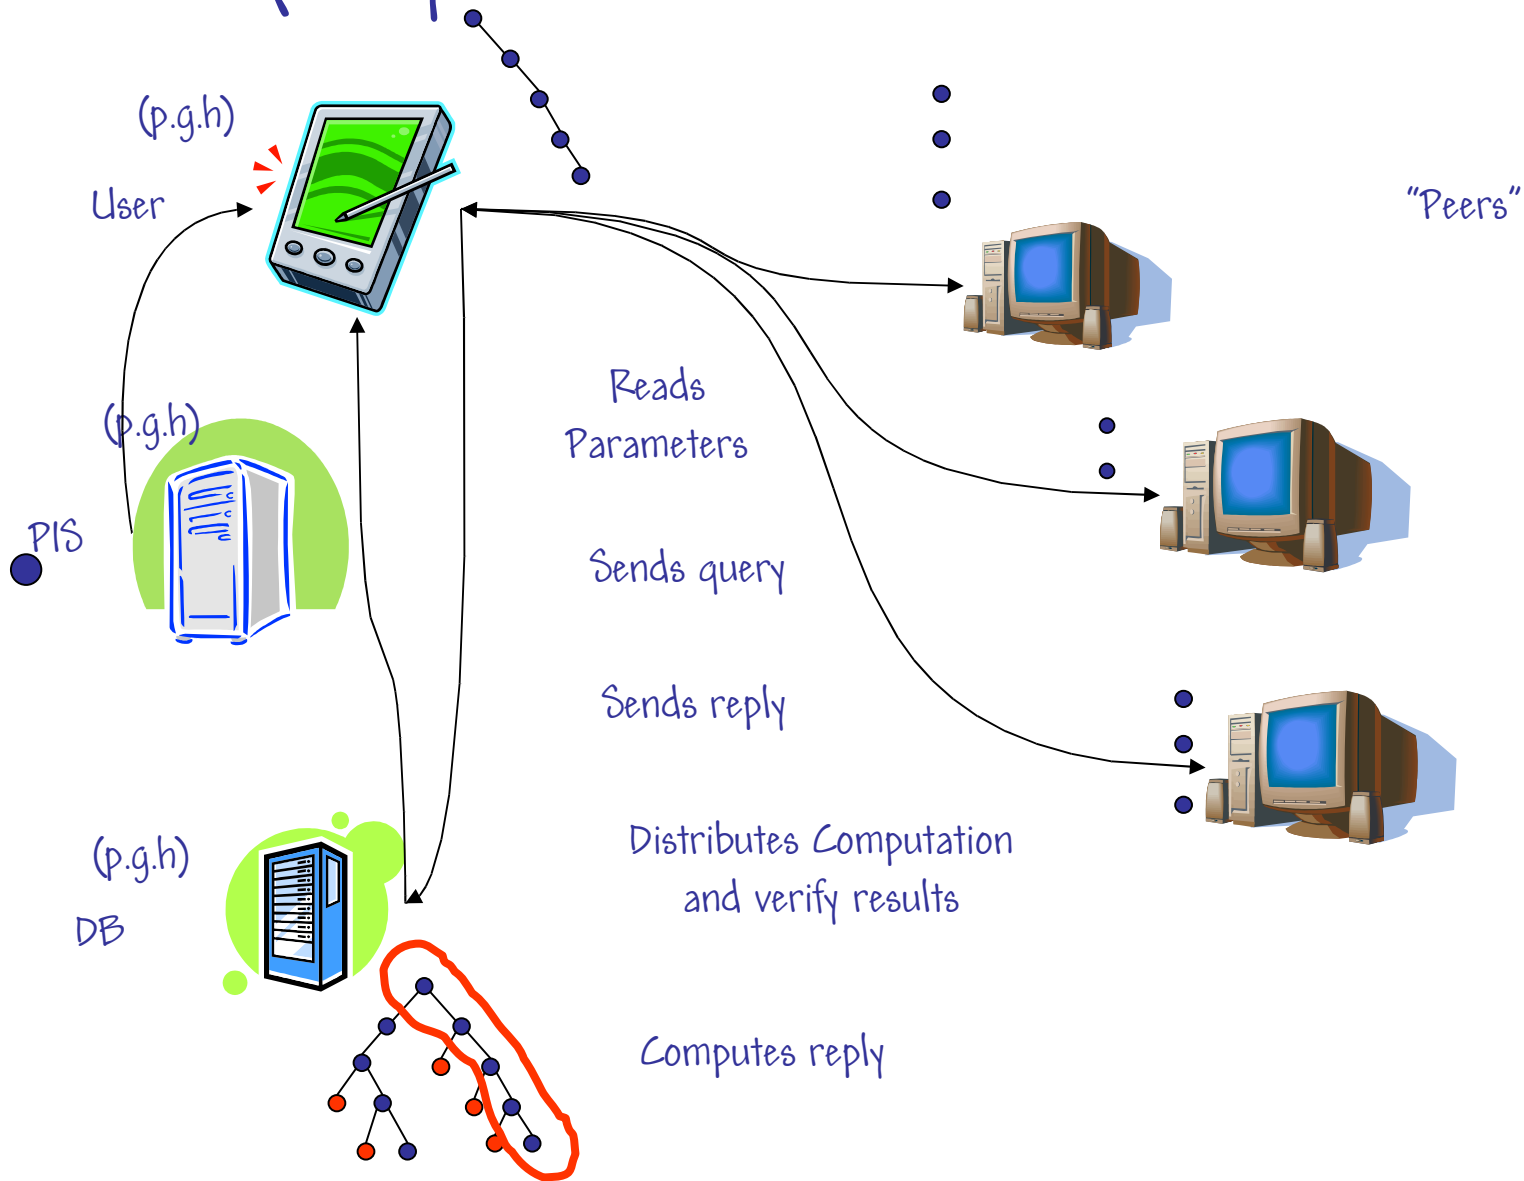 (p.g.h)
User
"Peers"
Reads
Parameters
(p.g.h)
PIS
Sends query
Sends reply
Distributes Computation
and verify results
(p.g.h)
DB
Computes reply